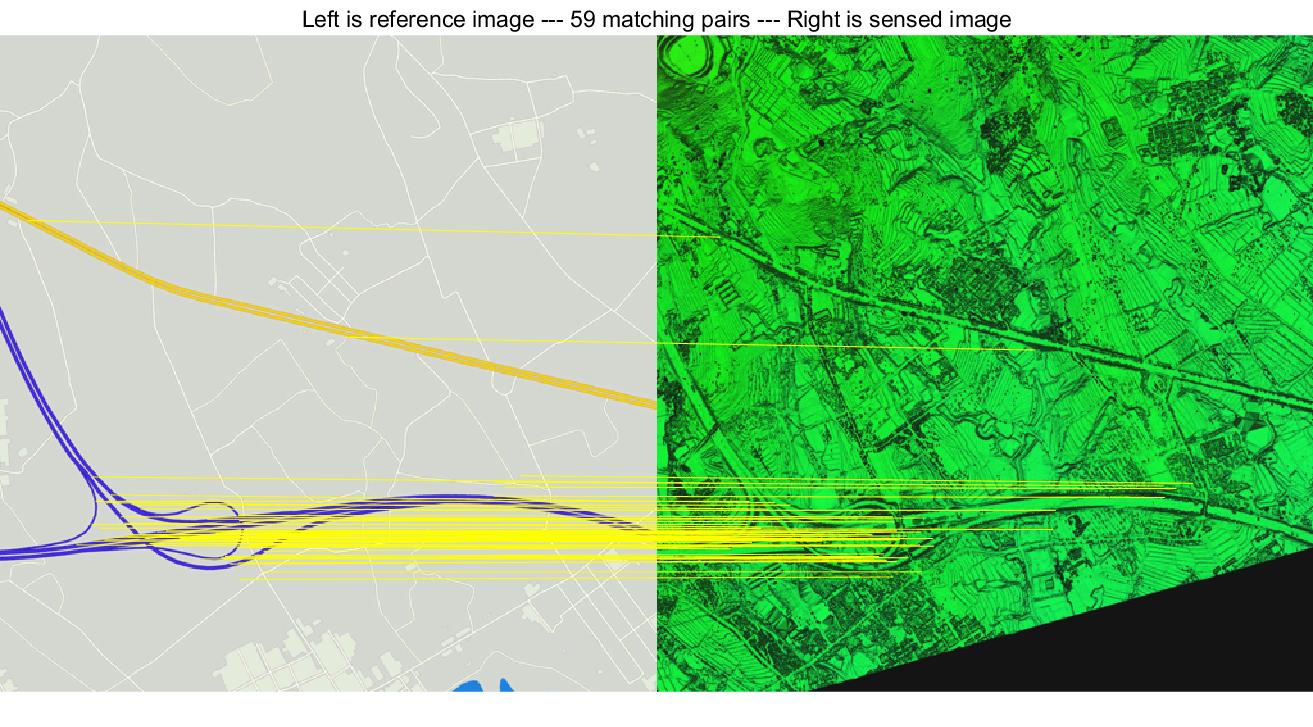 Left is reference image --- 59 matching pairs --- Right is sensed image